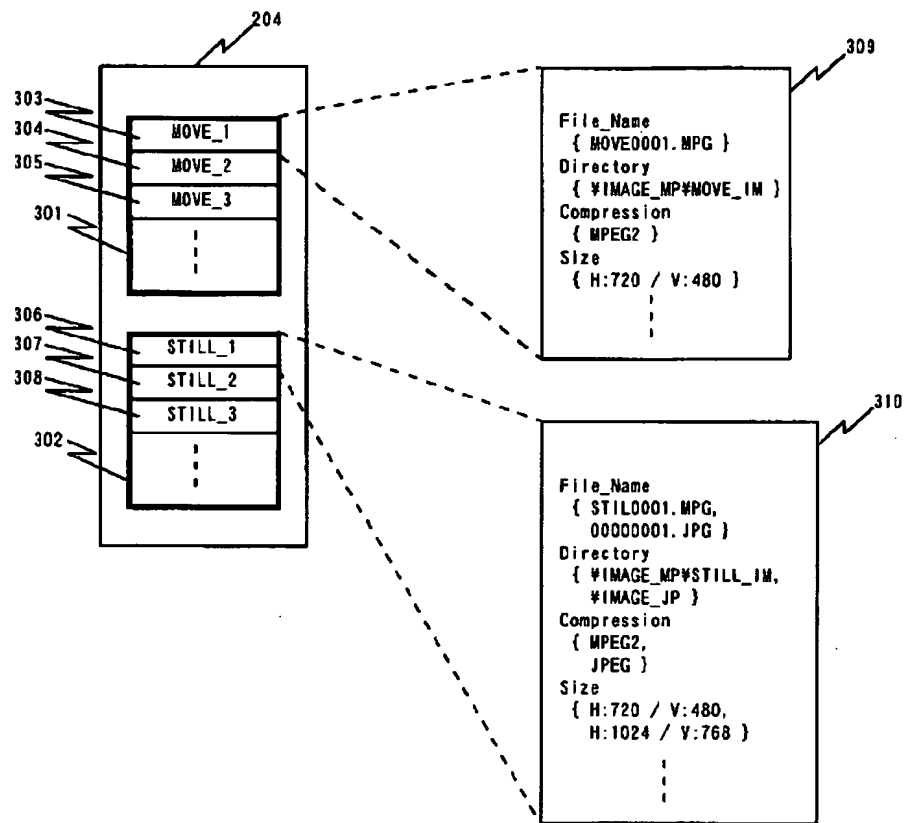 204
303
304
305
301
MOVE_1
MOVE_2
MOVE_3
306
307
308
302
STILL_1
STILL_2
STILL_3
309
File_Name
{ MOVE0001.MPG }
Directory
{ ¥IMAGE_MP¥MOVE_IM }
Compression
{ MPEG2 }
Size
{ H:720 / V:480 }
310
File_Name
{ STIL0001.MPG,
00000001.JPG }
Directory
{ ¥IMAGE_MP¥STILL_IM,
¥IMAGE_JP }
Compression
{ MPEG2,
JPEG }
Size
{ H:720 / V:480,
H:1024 / V:768 }